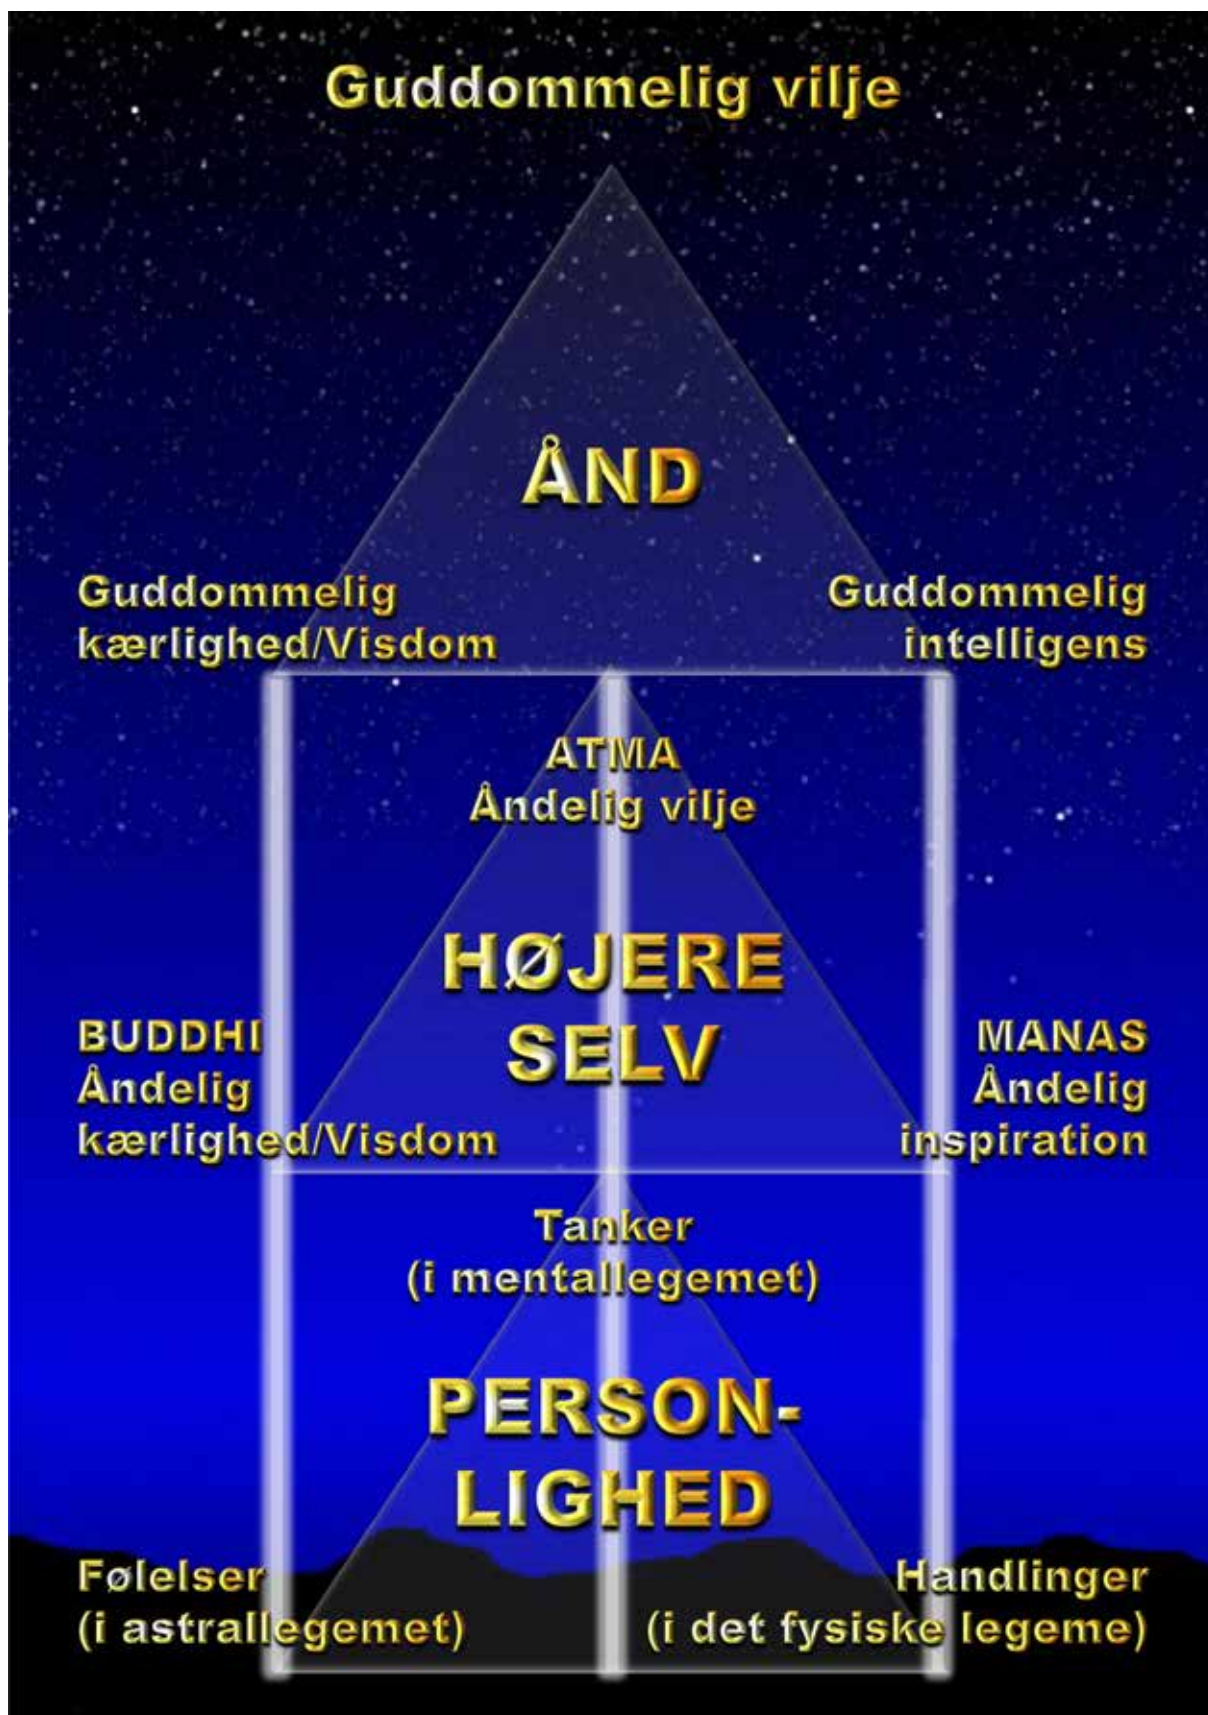 Guddommelig vilje
ÅND
Guddommelig
kærlighed/Visdom
Guddommelig
intelligens
ATMA
Åndelig vilje
HØJERE
SELV
BUDDHI
Åndelig
kærlighed/Visdom
MANAS
Åndelig
inspiration
Tanker
(i mentallegemet)
PERSON-
LIGHED
Følelser
(i astrallegemet)
Handlinger
(i det fysiske legeme)